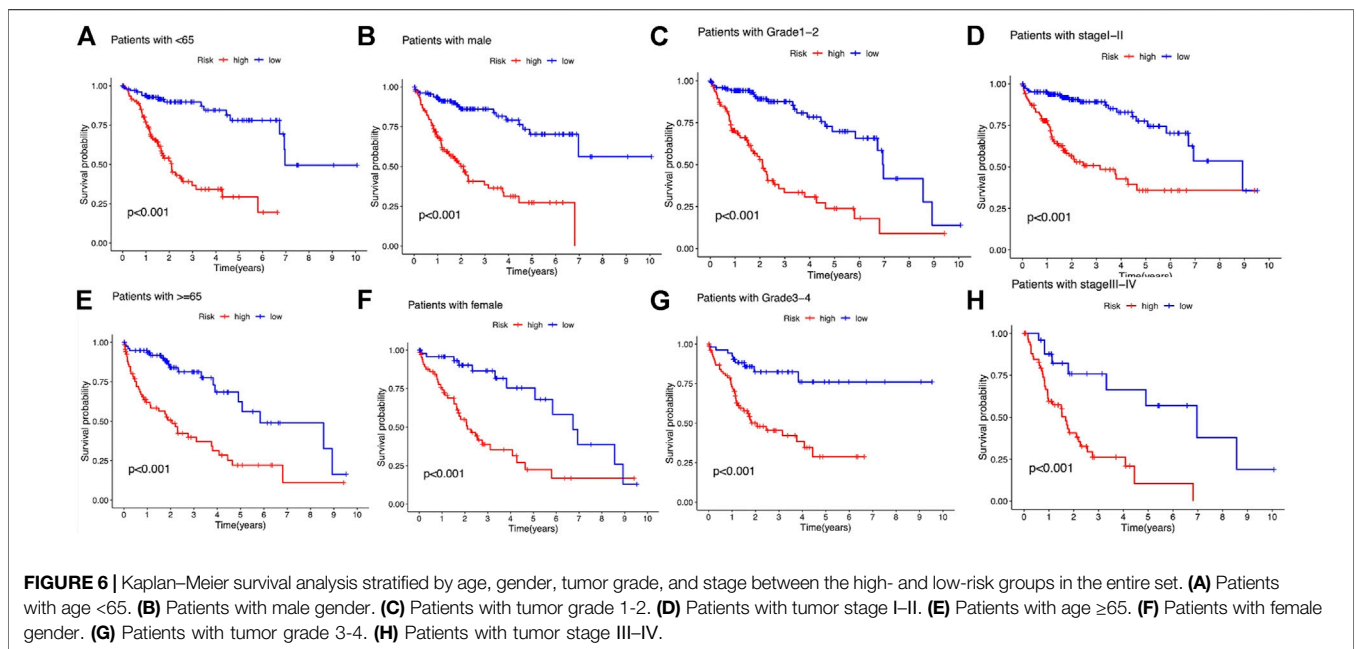 A
Patients with <65
Risk high low
1.00
0.75
0.50
0.25
0.00
Survival probability
p<0.001
0 1 2 3 4 5 6 7 8 9 10
Time(years)
B
Patients with male
Risk high low
1.00
0.75
0.50
0.25
0.00
Survival probability
p<0.001
0 1 2 3 4 5 6 7 8 9 10
Time(years)
C
Patients with Grade1-2
Risk high low
1.00
0.75
0.50
0.25
0.00
Survival probability
p<0.001
0 1 2 3 4 5 6 7 8 9 10
Time(years)
D
Patients with stageI-II
Risk high low
1.00
0.75
0.50
0.25
0.00
Survival probability
p<0.001
0 1 2 3 4 5 6 7 8 9 10
Time(years)
E
Patients with >=65
Risk high low
1.00
0.75
0.50
0.25
0.00
Survival probability
p<0.001
0 1 2 3 4 5 6 7 8 9 10
Time(years)
F
Patients with female
Risk high low
1.00
0.75
0.50
0.25
0.00
Survival probability
p<0.001
0 1 2 3 4 5 6 7 8 9 10
Time(years)
G
Patients with Grade3-4
Risk high low
1.00
0.75
0.50
0.25
0.00
Survival probability
p<0.001
0 1 2 3 4 5 6 7 8 9 10
Time(years)
H
Patients with stageIII-IV
Risk high low
1.00
0.75
0.50
0.25
0.00
Survival probability
p<0.001
0 1 2 3 4 5 6 7 8 9 10
Time(years)
FIGURE 6 | Kaplan–Meier survival analysis stratified by age, gender, tumor grade, and stage between the high- and low-risk groups in the entire set. (A) Patients
with age <65. (B) Patients with male gender. (C) Patients with tumor grade 1-2. (D) Patients with tumor stage I–II. (E) Patients with age ≥65. (F) Patients with female
gender. (G) Patients with tumor grade 3-4. (H) Patients with tumor stage III–IV.